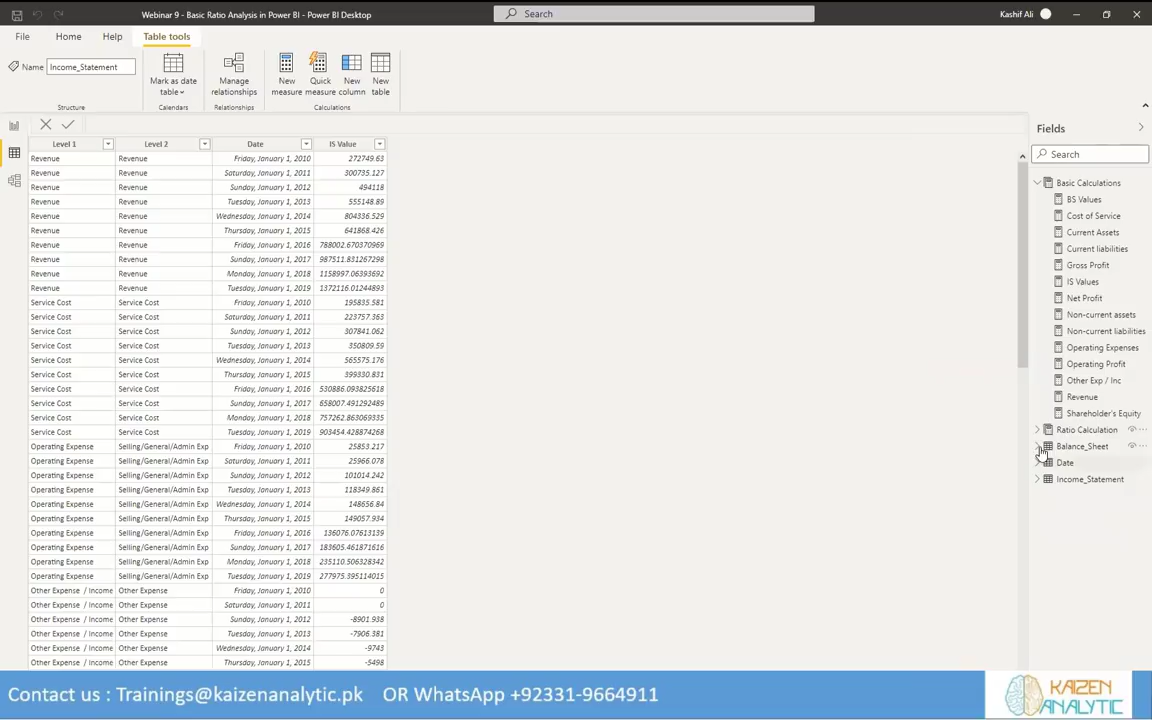 Webinar 9 - Basic Ratio Analysis in Power BI - Power BI Desktop
Search
Kashif Ali
File Home Help Table tools
Name Income_Statement
Mark as date table
Manage relationships
New measure
Quick measure
New column
New table
Structure Calendars Relationships Calculations
Level 1 Level 2 Date IS Value
Revenue Revenue Friday, January 1, 2010 272749.63
Revenue Revenue Saturday, January 1, 2011 300735.127
Revenue Revenue Sunday, January 1, 2012 494118
Revenue Revenue Tuesday, January 1, 2013 555148.89
Revenue Revenue Wednesday, January 1, 2014 804336.529
Revenue Revenue Thursday, January 1, 2015 641868.426
Revenue Revenue Friday, January 1, 2016 788002.670370969
Revenue Revenue Sunday, January 1, 2017 987511.831267298
Revenue Revenue Monday, January 1, 2018 1158997.06393692
Revenue Revenue Tuesday, January 1, 2019 1372116.01244893
Service Cost Service Cost Friday, January 1, 2010 195835.581
Service Cost Service Cost Saturday, January 1, 2011 223757.363
Service Cost Service Cost Sunday, January 1, 2012 307841.062
Service Cost Service Cost Tuesday, January 1, 2013 350809.59
Service Cost Service Cost Wednesday, January 1, 2014 565575.176
Service Cost Service Cost Thursday, January 1, 2015 399330.831
Service Cost Service Cost Friday, January 1, 2016 530886.093825618
Service Cost Service Cost Sunday, January 1, 2017 658007.491292489
Service Cost Service Cost Monday, January 1, 2018 757262.863069335
Service Cost Service Cost Tuesday, January 1, 2019 903454.428874268
Operating Expense Selling/General/Admin Exp Friday, January 1, 2010 25853.217
Operating Expense Selling/General/Admin Exp Saturday, January 1, 2011 25966.078
Operating Expense Selling/General/Admin Exp Sunday, January 1, 2012 101014.242
Operating Expense Selling/General/Admin Exp Tuesday, January 1, 2013 118349.861
Operating Expense Selling/General/Admin Exp Wednesday, January 1, 2014 148656.84
Operating Expense Selling/General/Admin Exp Thursday, January 1, 2015 149057.934
Operating Expense Selling/General/Admin Exp Friday, January 1, 2016 136076.07613139
Operating Expense Selling/General/Admin Exp Sunday, January 1, 2017 183605.461871616
Operating Expense Selling/General/Admin Exp Monday, January 1, 2018 235110.506328342
Operating Expense Selling/General/Admin Exp Tuesday, January 1, 2019 277975.395114015
Other Expense / Income Other Expense Friday, January 1, 2010 0
Other Expense / Income Other Expense Saturday, January 1, 2011 0
Other Expense / Income Other Expense Sunday, January 1, 2012 -8901.938
Other Expense / Income Other Expense Tuesday, January 1, 2013 -7906.381
Other Expense / Income Other Expense Wednesday, January 1, 2014 -9743
Other Expense / Income Other Expense Thursday, January 1, 2015 -5498
Fields
Search
Basic Calculations
BS Values
Cost of Service
Current Assets
Current liabilities
Gross Profit
IS Values
Net Profit
Non-current assets
Non-current liabilities
Operating Expenses
Operating Profit
Other Exp / Inc
Revenue
Shareholder's Equity
Ratio Calculation
Balance_Sheet
Date
Income_Statement
Contact us : Trainings@kaizenanalytic.pk OR WhatsApp +92331-9664911
KAIZEN
ANALYTIC